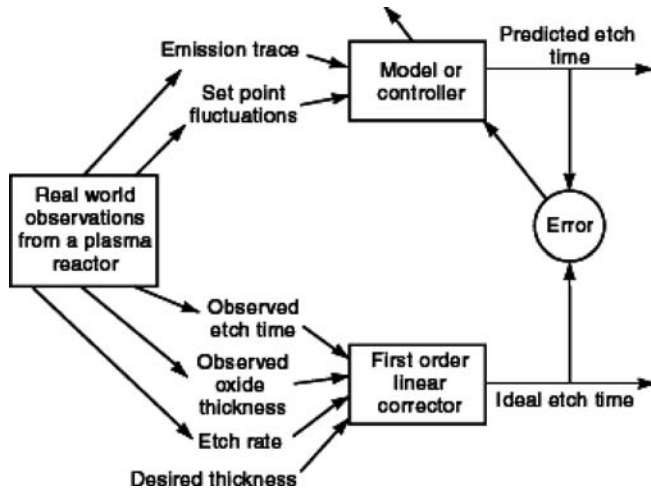 Emission trace
Set point
fluctuations
Model or
controller
Predicted etch
time
Real world
observations
from a plasma
reactor
Error
Observed
etch time
Observed
oxide
thickness
Etch rate
Desired thickness
First order
linear
corrector
Ideal etch time